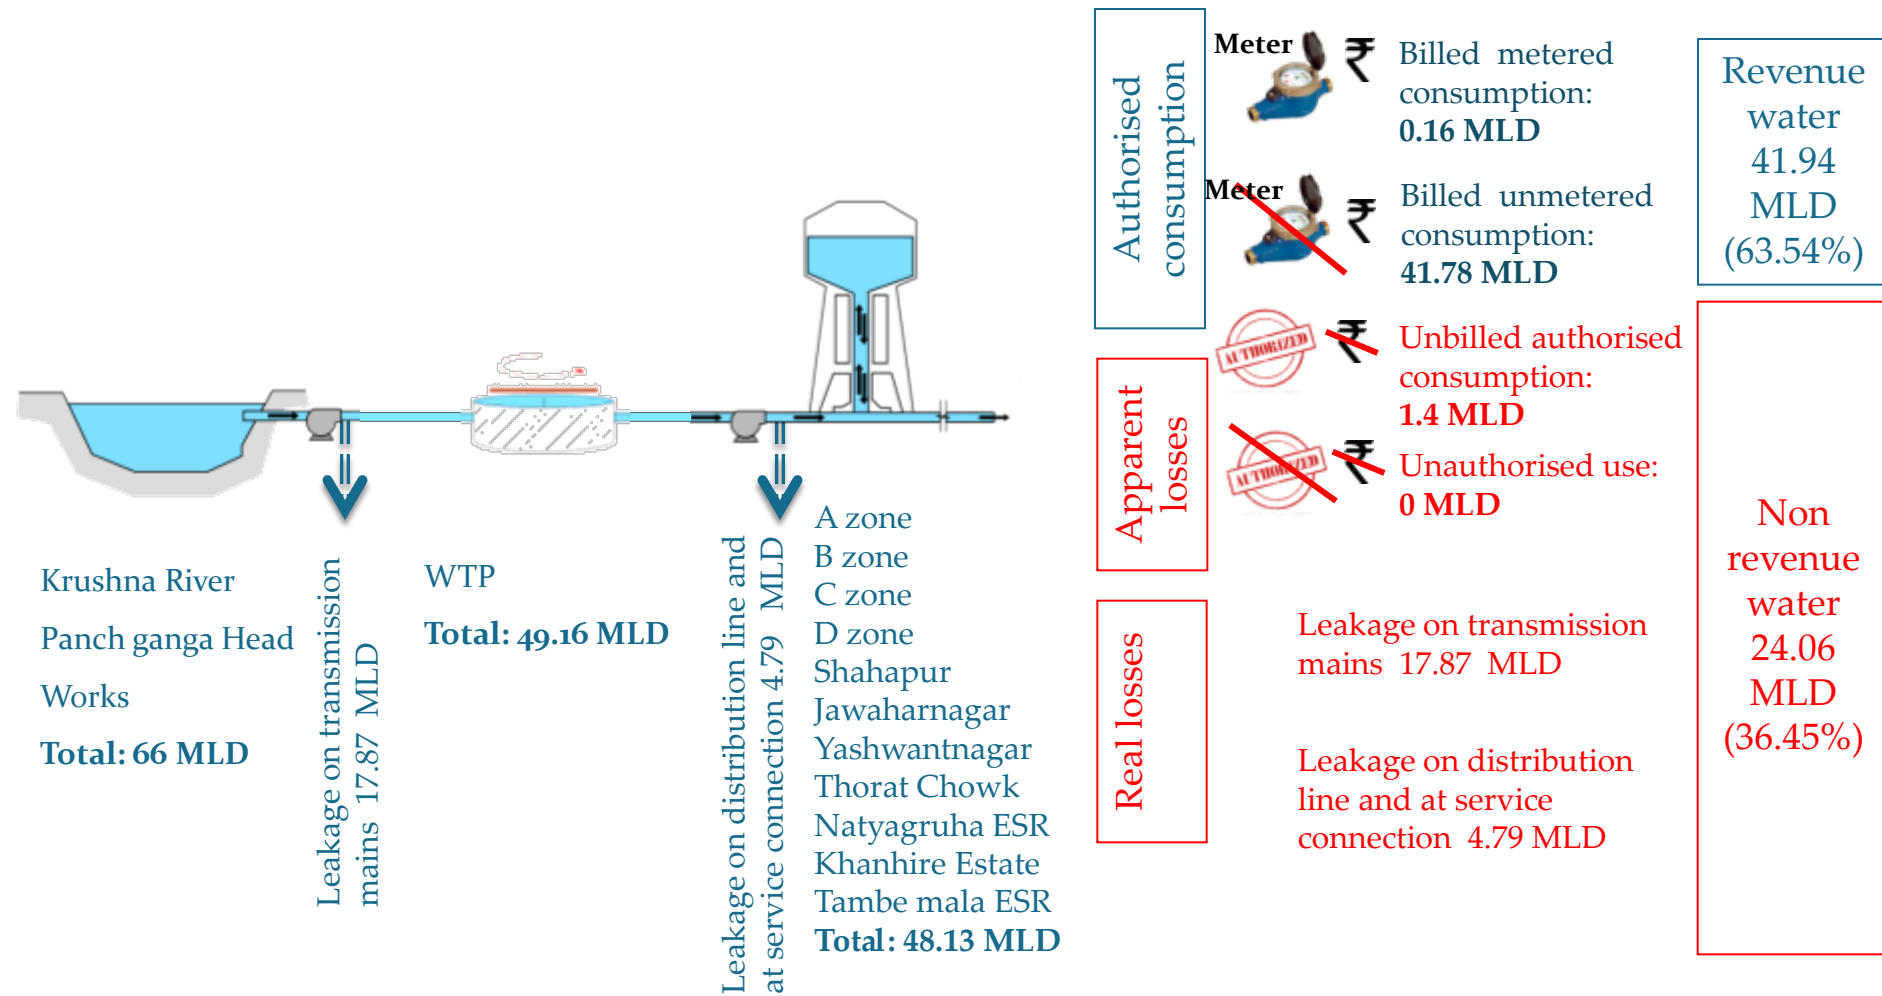 Krushna River
Panch ganga Head
Works
Total: 66 MLD
Leakage on transmission
mains 17.87 MLD
WTP
Total: 49.16 MLD
Leakage on distribution line and
at service connection 4.79 MLD
A zone
B zone
C zone
D zone
Shahapur
Jawaharnagar
Yashwantnagar
Thorat Chowk
Natyagruha ESR
Khanhire Estate
Tambe mala ESR
Total: 48.13 MLD
Authorised
consumption
Meter
₹
Billed metered
consumption:
0.16 MLD
Meter
₹
Billed unmetered
consumption:
41.78 MLD
Apparent
losses
AUTHORIZED
₹
Unbilled authorised
consumption:
1.4 MLD
AUTHORIZED
₹
Unauthorised use:
0 MLD
Real losses
Leakage on transmission
mains 17.87 MLD
Leakage on distribution
line and at service
connection 4.79 MLD
Revenue
water
41.94
MLD
(63.54%)
Non
revenue
water
24.06
MLD
(36.45%)